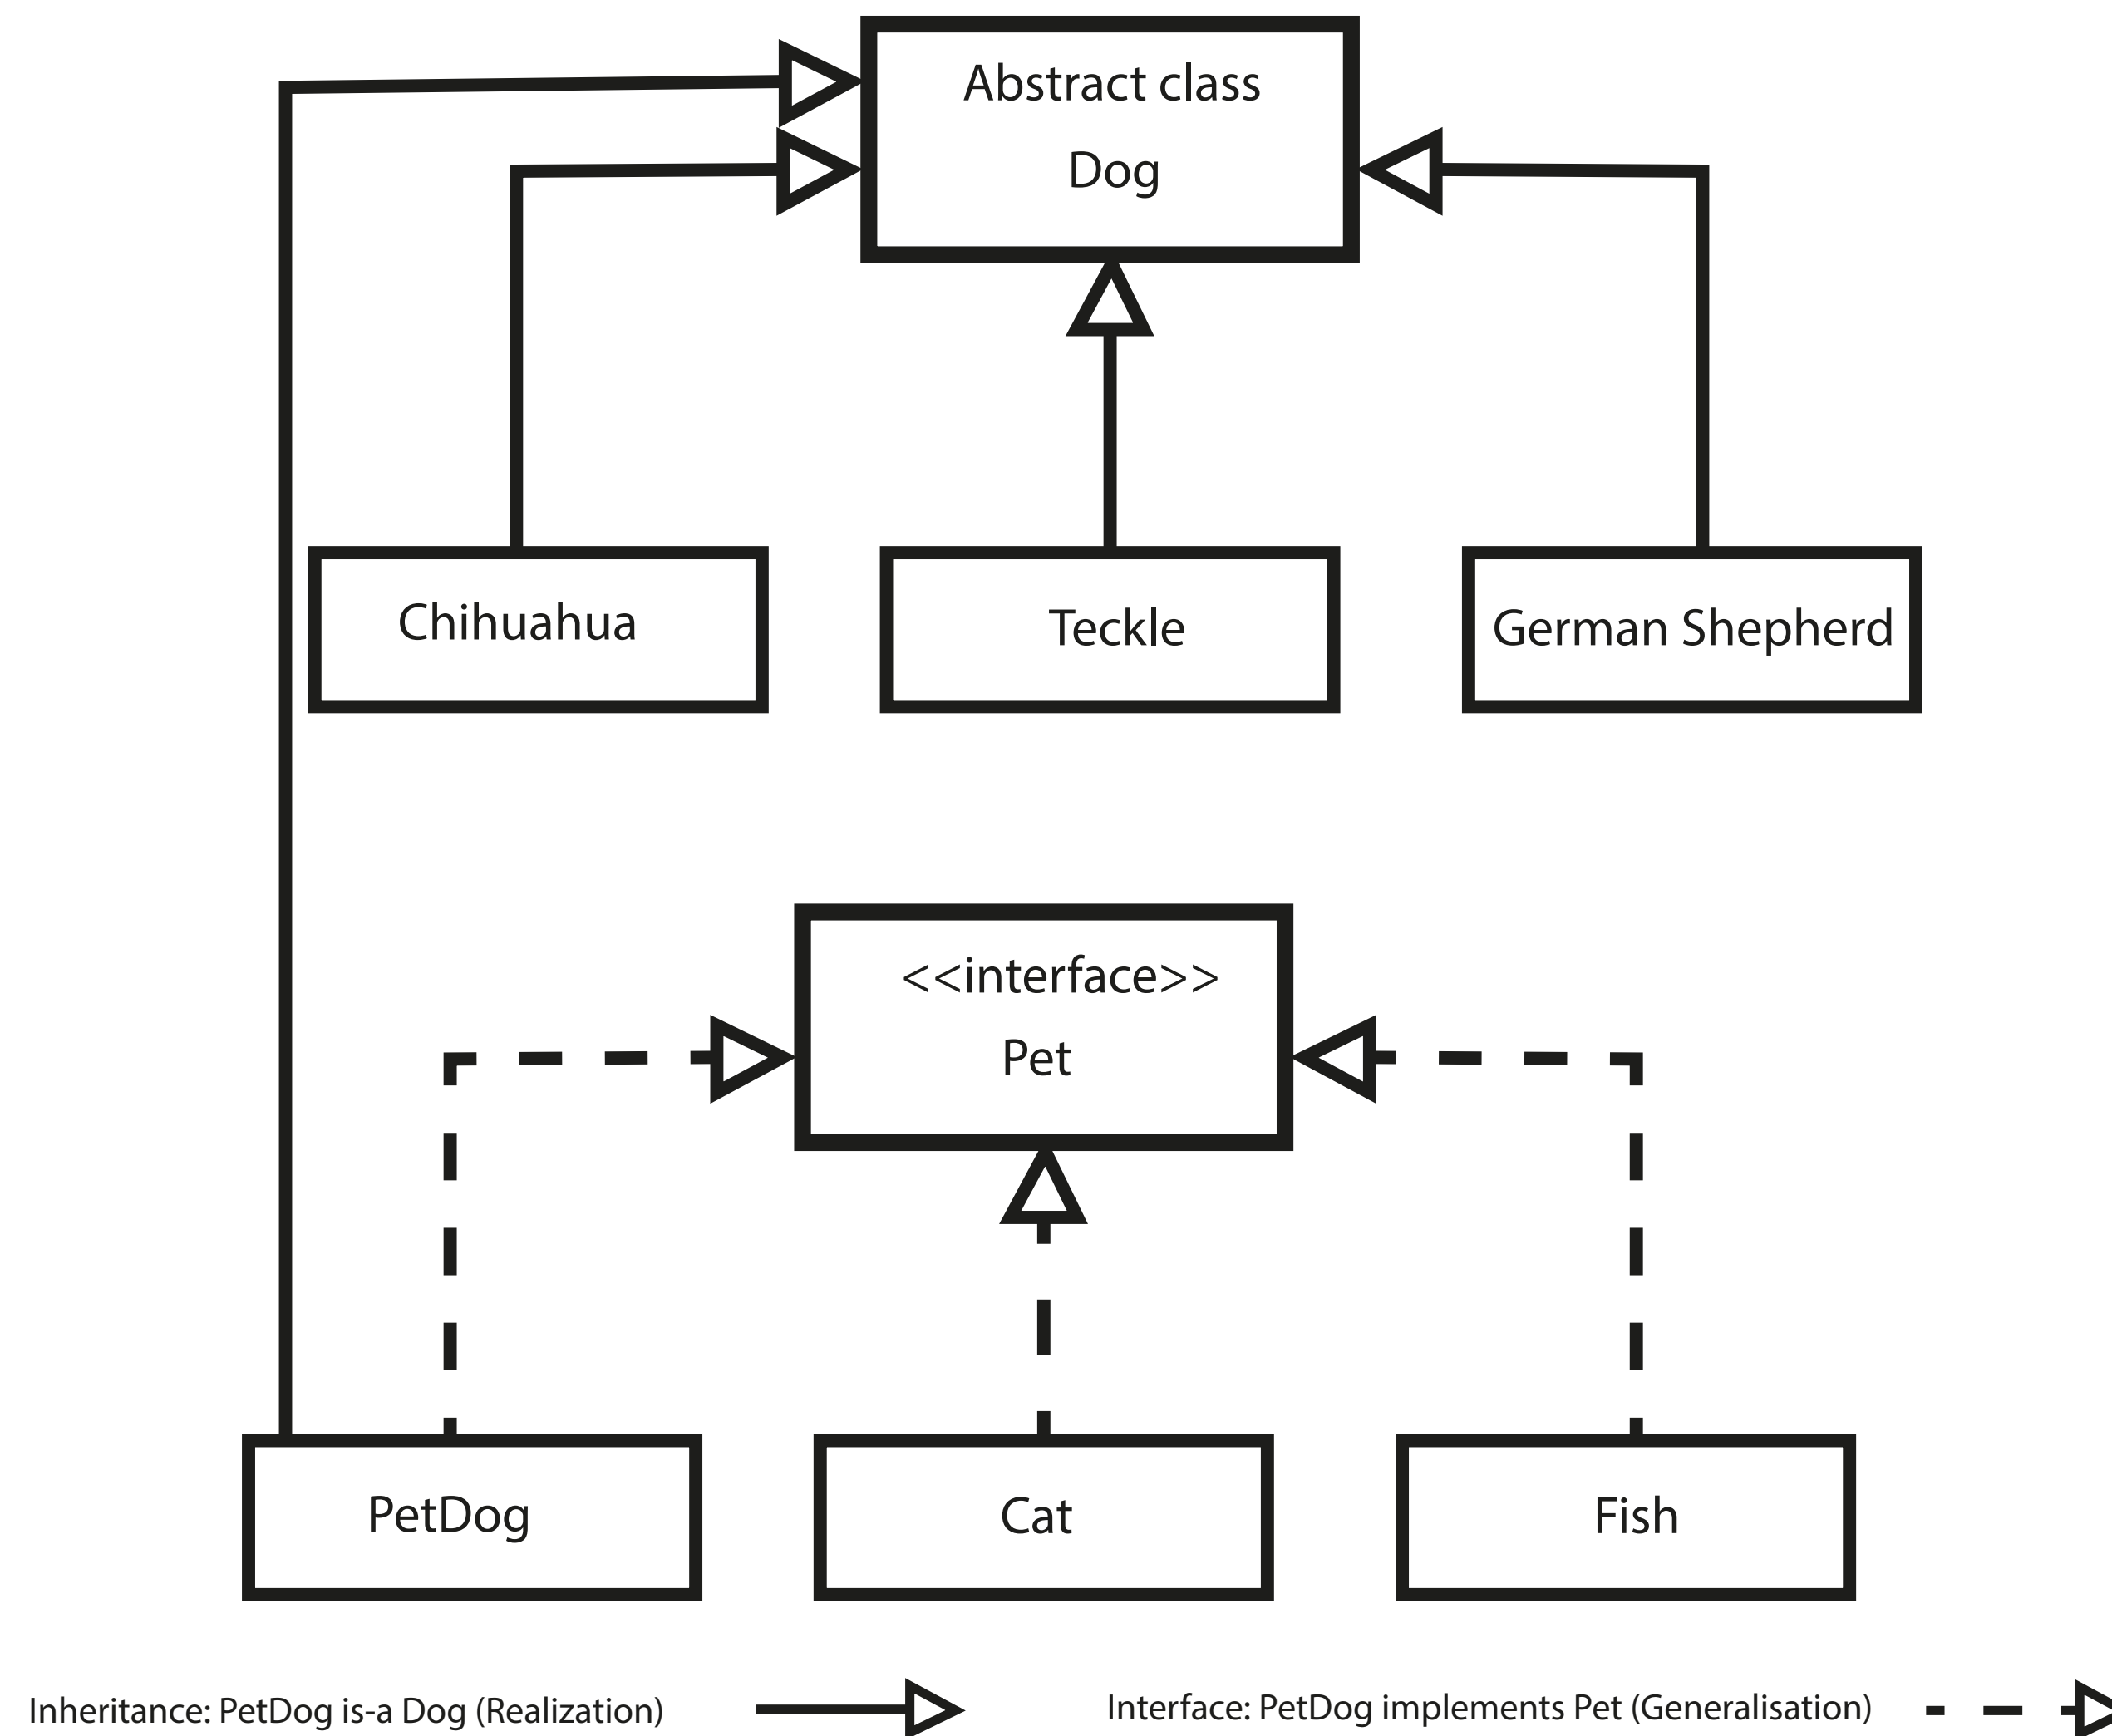 Abstract class
Dog
Chihuahua
Teckle
German Shepherd
<<interface>>
Pet
PetDog
Cat
Fish
Inheritance: PetDog is-a Dog (Realization)
Interface: PetDog implements Pet (Generalisation)